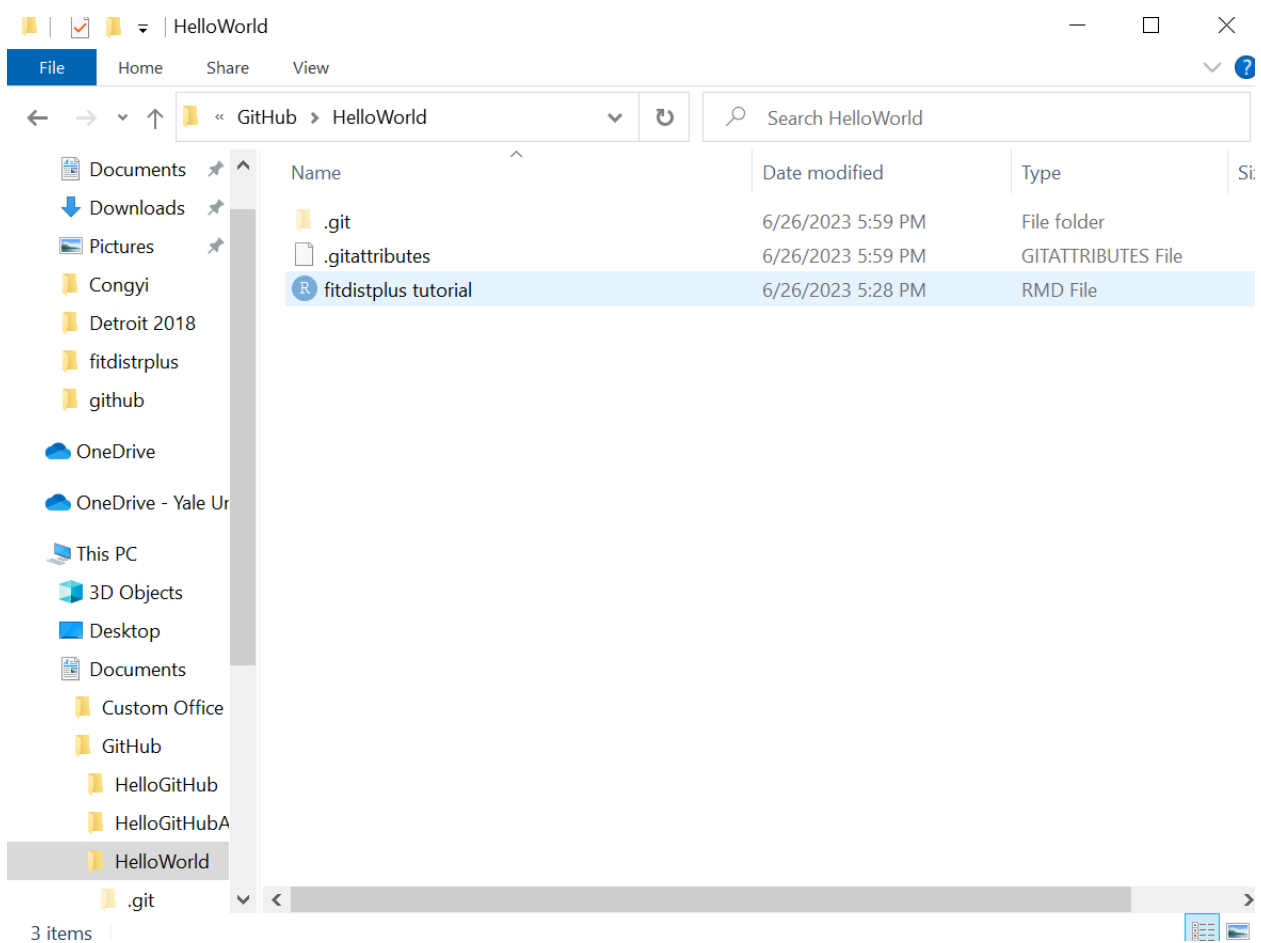 HelloWorld
File Home Share View ?
« GitHub > HelloWorld Search HelloWorld
Documents
Downloads
Pictures
Congyi
Detroit 2018
fitdistrplus
github
OneDrive
OneDrive - Yale Ur
This PC
3D Objects
Desktop
Documents
Custom Office
GitHub
HelloGitHub
HelloGitHubA
HelloWorld
.git
Name Date modified Type Si
.git 6/26/2023 5:59 PM File folder
.gitattributes 6/26/2023 5:59 PM GITATTRIBUTES File
R fitdistplus tutorial 6/26/2023 5:28 PM RMD File
3 items